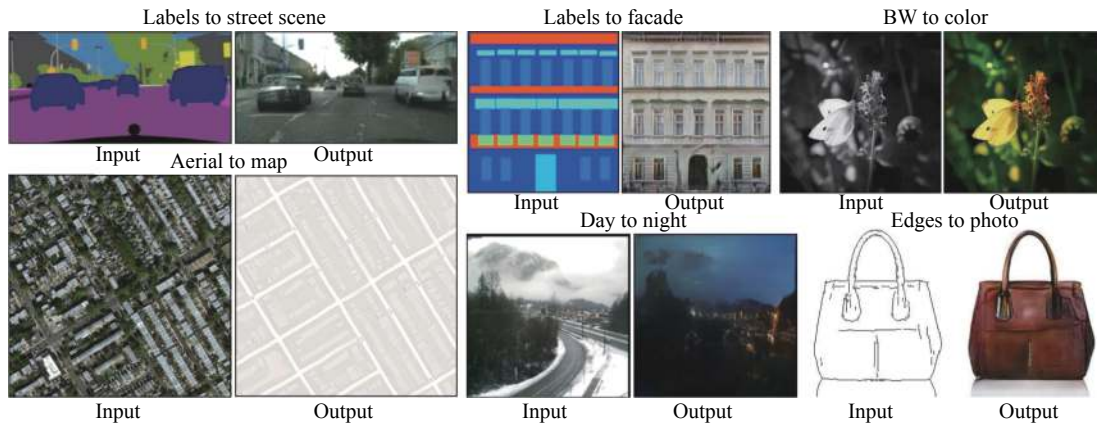 Labels to street scene
Input
Output
Aerial to map
Input
Output
Labels to facade
Input
Output
BW to color
Input
Output
Day to night
Input
Output
Edges to photo
Input
Output